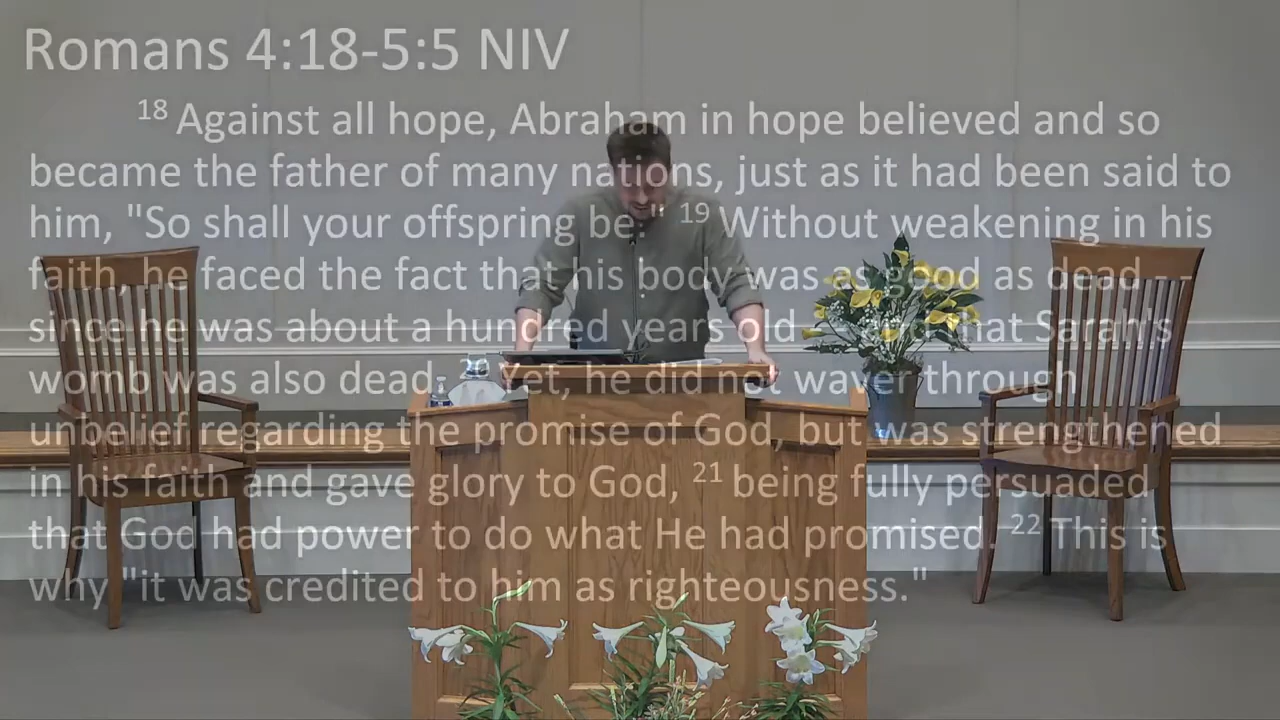 Romans 4:18-5:5 NIV
18 Against all hope, Abraham in hope believed and so
became the father of many nations, just as it had been said to
him, "So shall your offspring be." 19 Without weakening in his
faith, he faced the fact that his body was as good as dead --
since he was about a hundred years old -- that Sarah's
womb was also dead. Yet, he did not waver through
unbelief regarding the promise of God, but was strengthened
in his faith and gave glory to God, 21 being fully persuaded
that God had power to do what He had promised. 22 This is
why "it was credited to him as righteousness."